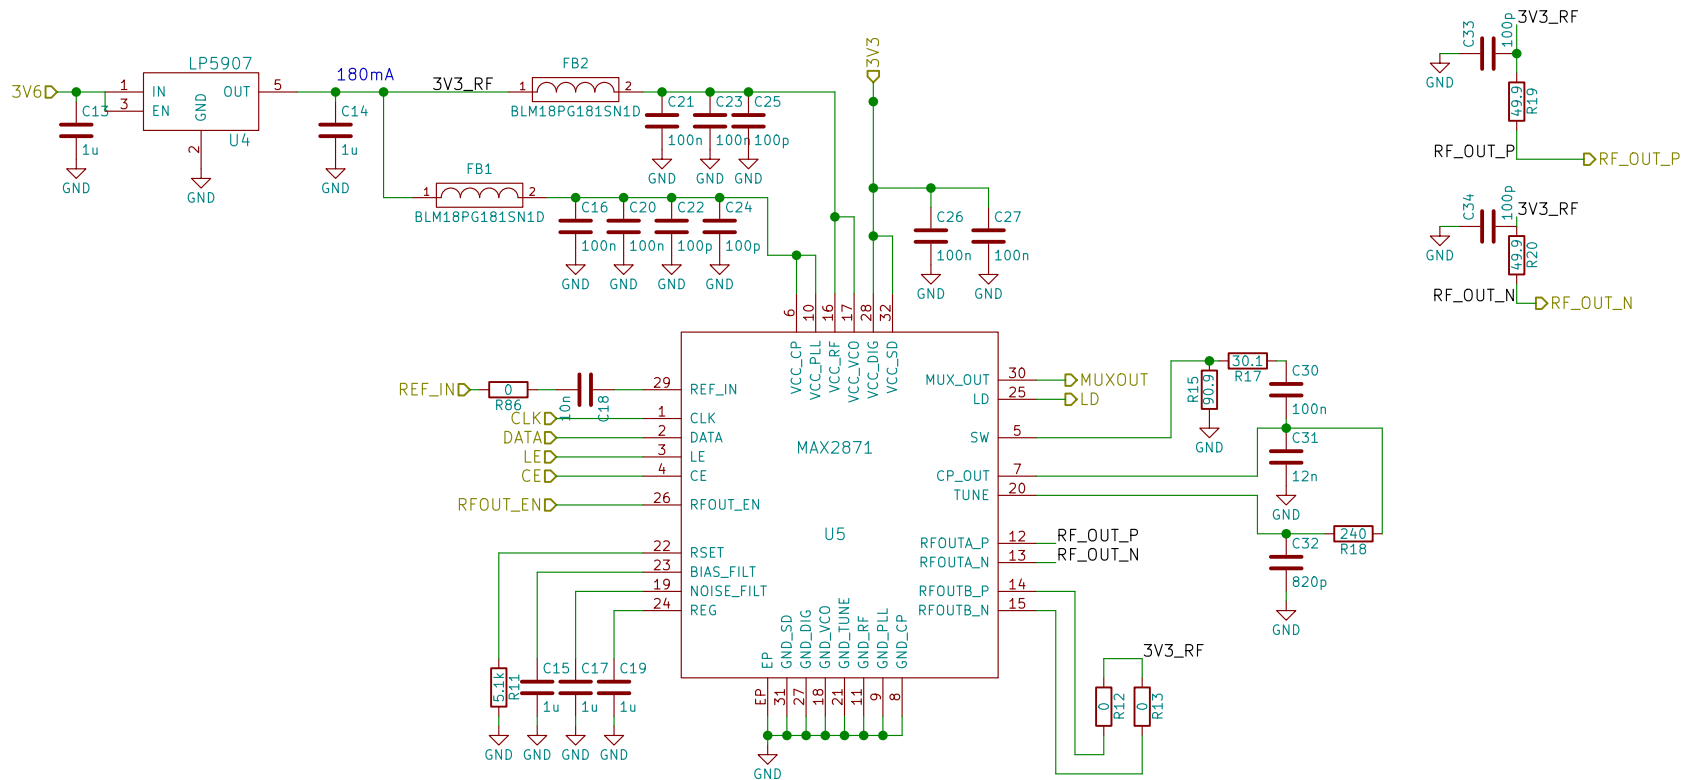 3V6
C13
1u
GND
LP5907
1
IN
3
EN
GND
OUT
5
2
U4
GND
180mA
C14
1u
GND
3V3_RF
FB2
1
2
BLM18PG181SN1D
C21
100n
GND
C23
100n
GND
C25
100p
GND
FB1
1
2
BLM18PG181SN1D
C16
100n
GND
C20
100n
GND
C22
100p
GND
C24
100p
GND
3V3
C26
100n
GND
C27
100n
GND
C33
100p
3V3_RF
GND
49.9
R19
RF_OUT_P
RF_OUT_P
C34
100p
3V3_RF
GND
49.9
R20
RF_OUT_N
RF_OUT_N
6
10
16
17
28
32
VCC_CP
VCC_PLL
VCC_RF
VCC_VCO
VCC_DIG
VCC_SD
REF_IN
0
R86
10n
C18
29
REF_IN
CLK
1
CLK
DATA
2
DATA
LE
3
LE
CE
4
CE
RFOUT_EN
26
RFOUT_EN
22
RSET
23
BIAS_FILT
19
NOISE_FILT
24
REG
MAX2871
U5
MUX_OUT
30
MUXOUT
LD
25
LD
SW
5
CP_OUT
7
TUNE
20
RFOUTA_P
12
RF_OUT_P
RFOUTA_N
13
RF_OUT_N
RFOUTB_P
14
RFOUTB_N
15
R15
90.9
GND
30.1
R17
C30
100n
C31
12n
GND
240
R18
C32
820p
GND
5.1k
R11
GND
C15
1u
GND
C17
1u
GND
C19
1u
GND
EP
GND_SD
GND_DIG
GND_VCO
GND_TUNE
GND_RF
GND_PLL
GND_CP
EP
31
27
18
21
11
9
8
GND
3V3_RF
0
R12
0
R13